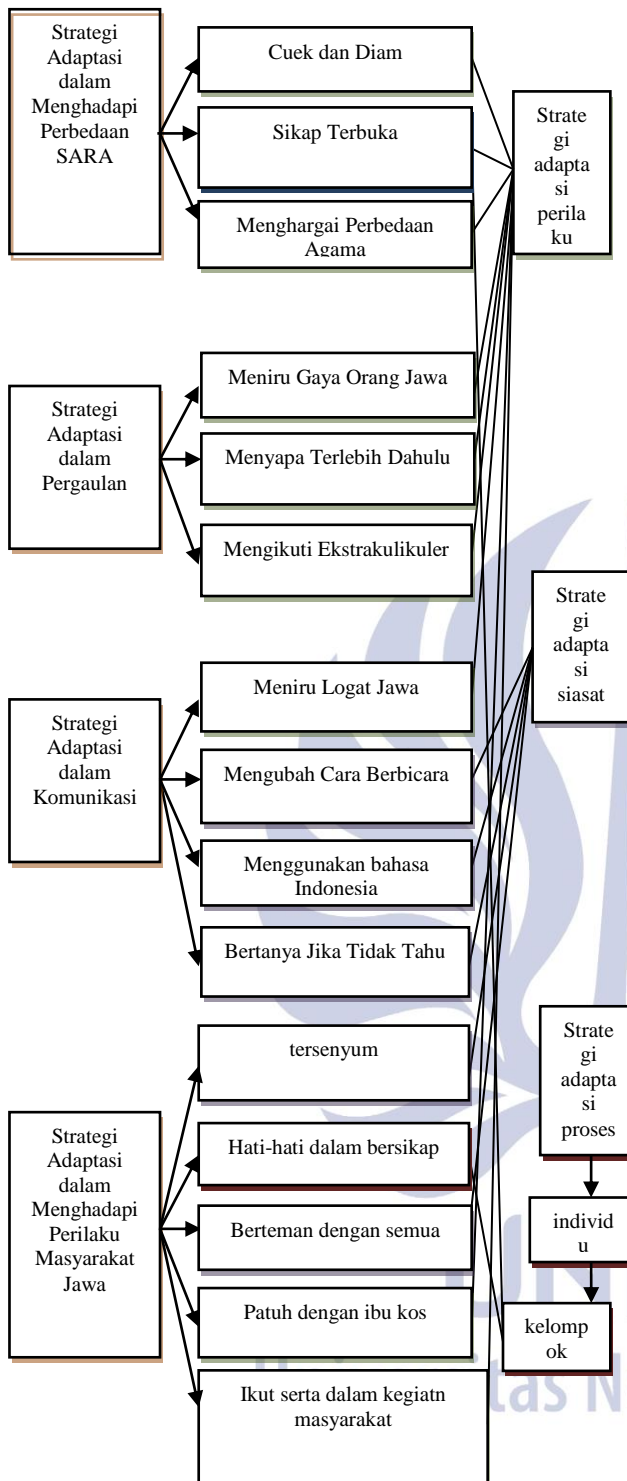 Strategi
Adaptasi
dalam
Menghadapi
Perbedaan
SARA
Cuek dan Diam
Sikap Terbuka
Menghargai Perbedaan
Agama
Strate
gi
adapta
si
perila
ku
Strategi
Adaptasi
dalam
Pergaulan
Meniru Gaya Orang Jawa
Menyapa Terlebih Dahulu
Mengikuti Ekstrakulikuler
Strate
gi
adapta
si
siasat
Strategi
Adaptasi
dalam
Komunikasi
Meniru Logat Jawa
Mengubah Cara Berbicara
Menggunakan bahasa
Indonesia
Bertanya Jika Tidak Tahu
Strategi
Adaptasi
dalam
Menghadapi
Perilaku
Masyarakat
Jawa
tersenyum
Hati-hati dalam bersikap
Berteman dengan semua
Patuh dengan ibu kos
Ikut serta dalam kegiatn
masyarakat
Strate
gi
adapta
si
proses
individ
u
kelomp
ok